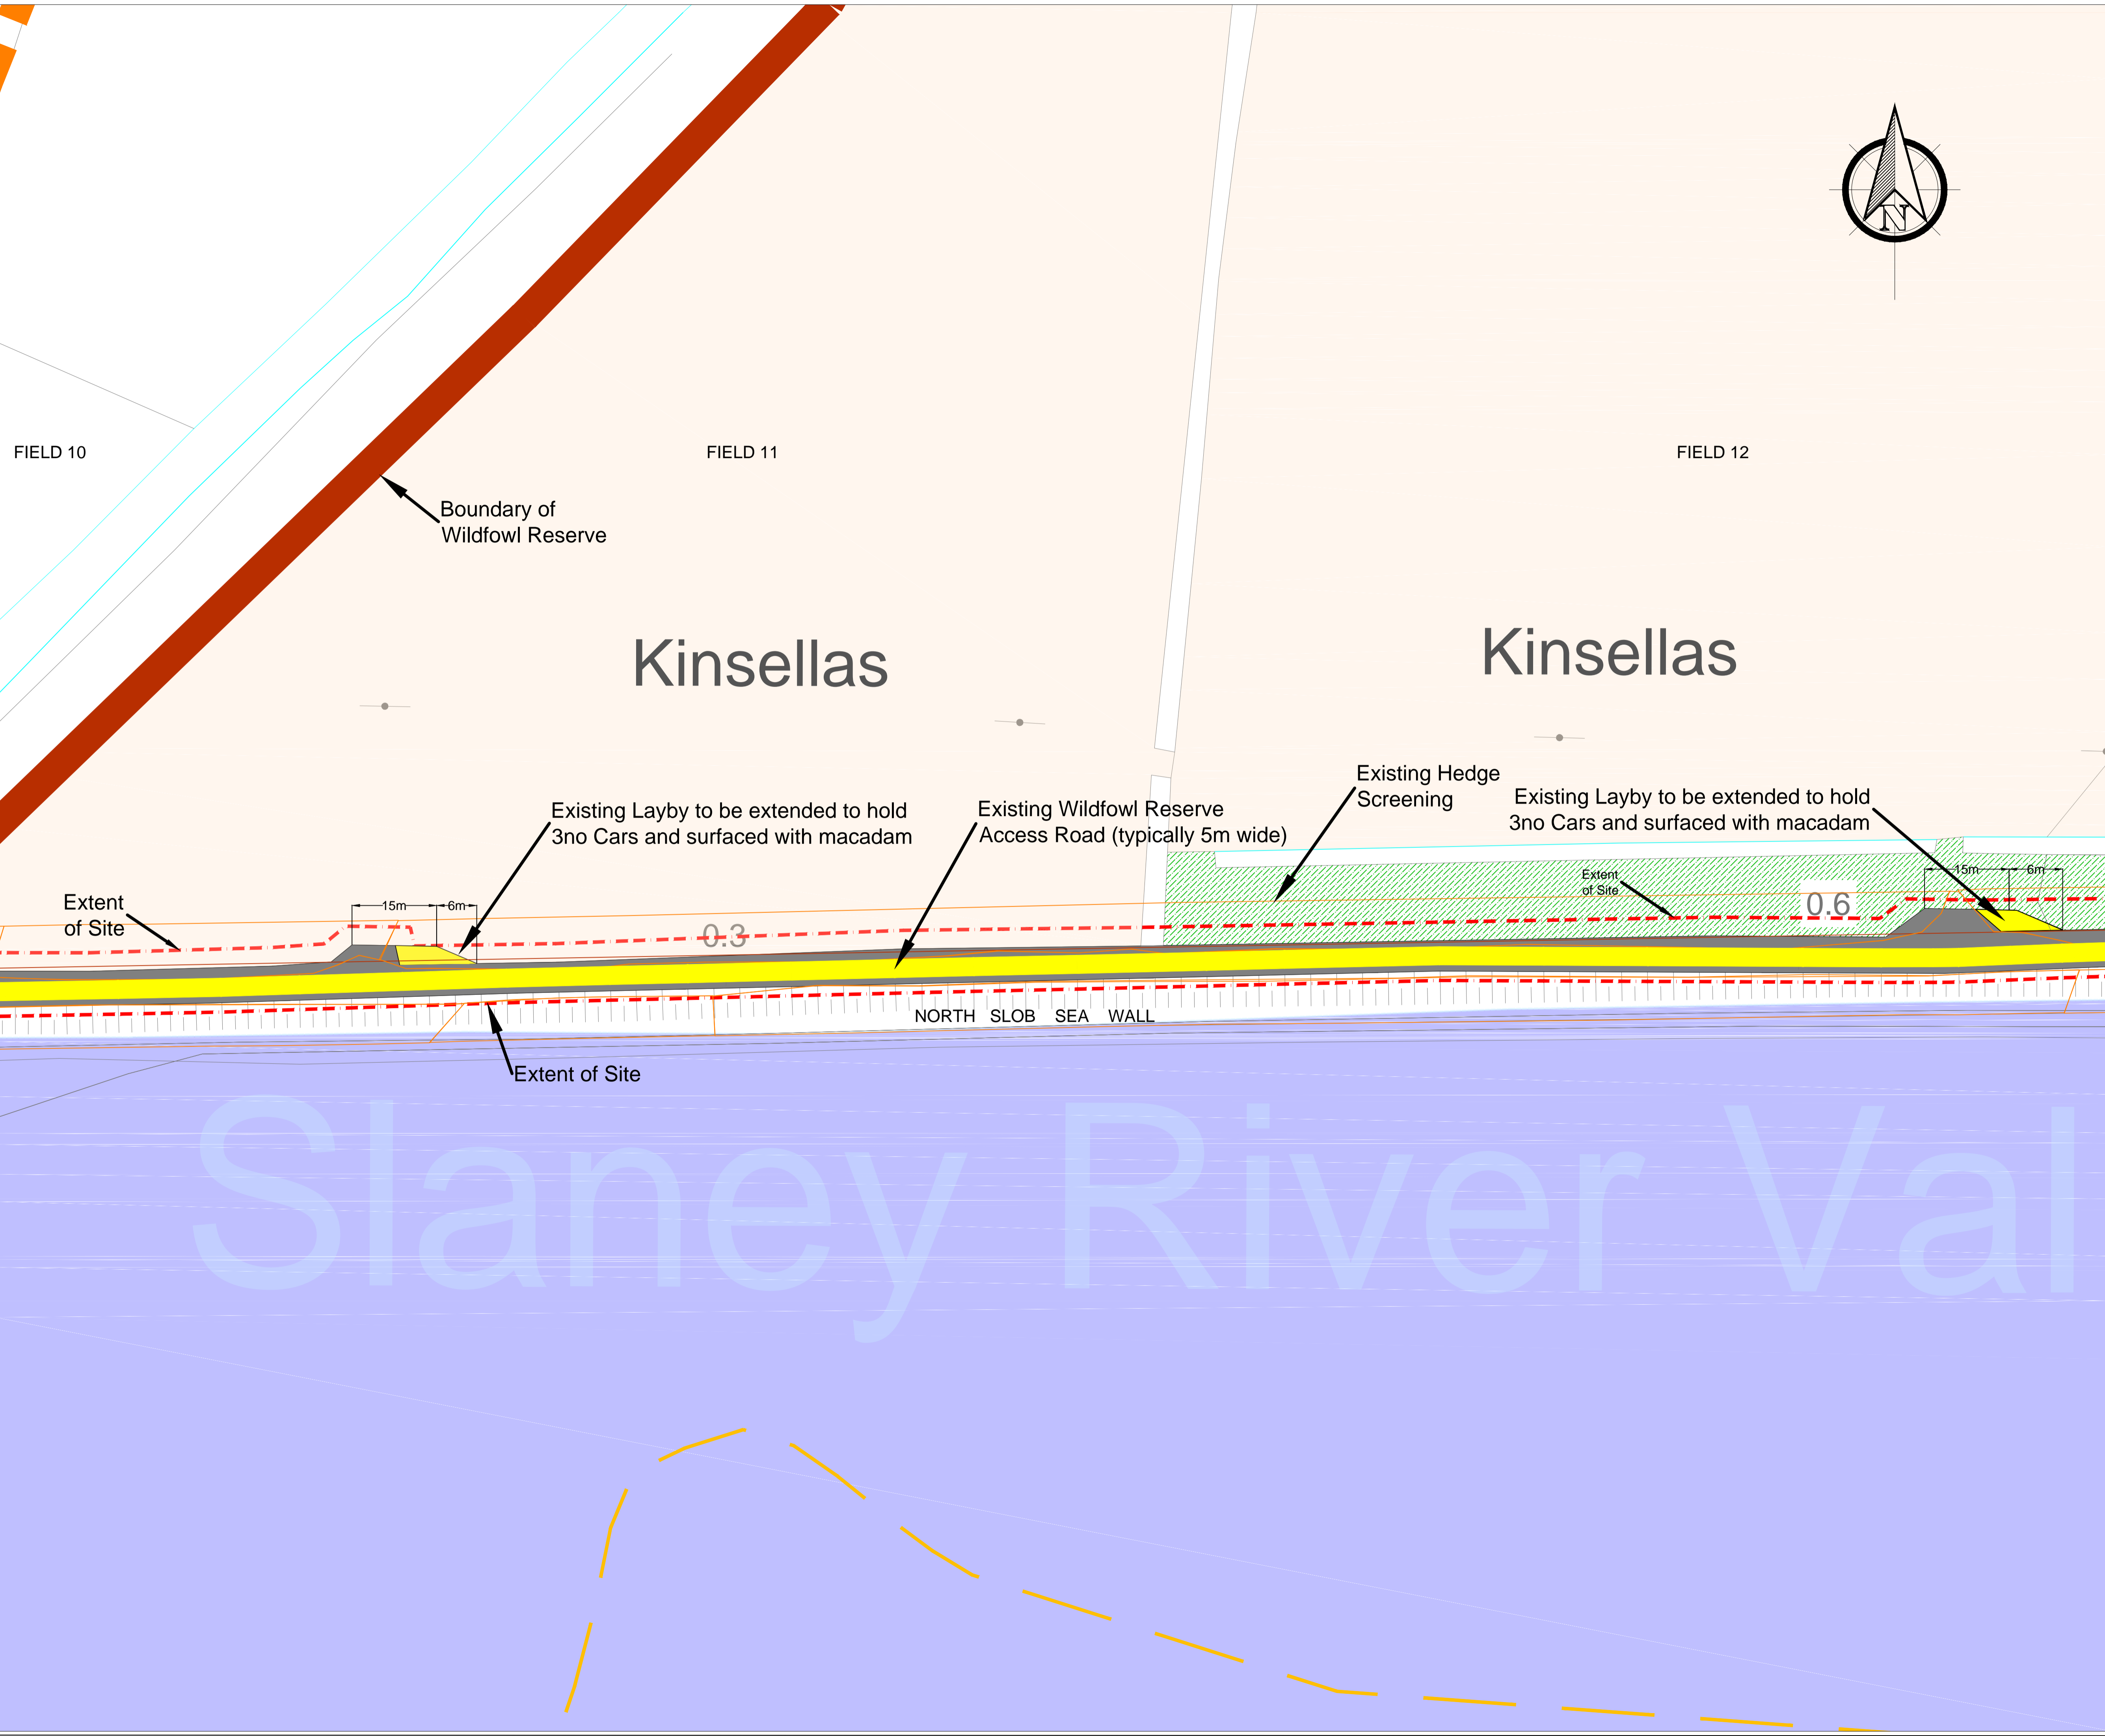 N
FIELD 10
FIELD 11
FIELD 12
Boundary of
Wildfowl Reserve
Kinsellas
Kinsellas
Existing Hedge
Screening
Existing Layby to be extended to hold
3no Cars and surfaced with macadam
Existing Wildfowl Reserve
Access Road (typically 5m wide)
Existing Layby to be extended to hold
3no Cars and surfaced with macadam
Extent
of Site
15m
6m
0.3
Extent
of Site
0.6
15m
6m
NORTH SLOB SEA WALL
Extent of Site
Slaney River Val